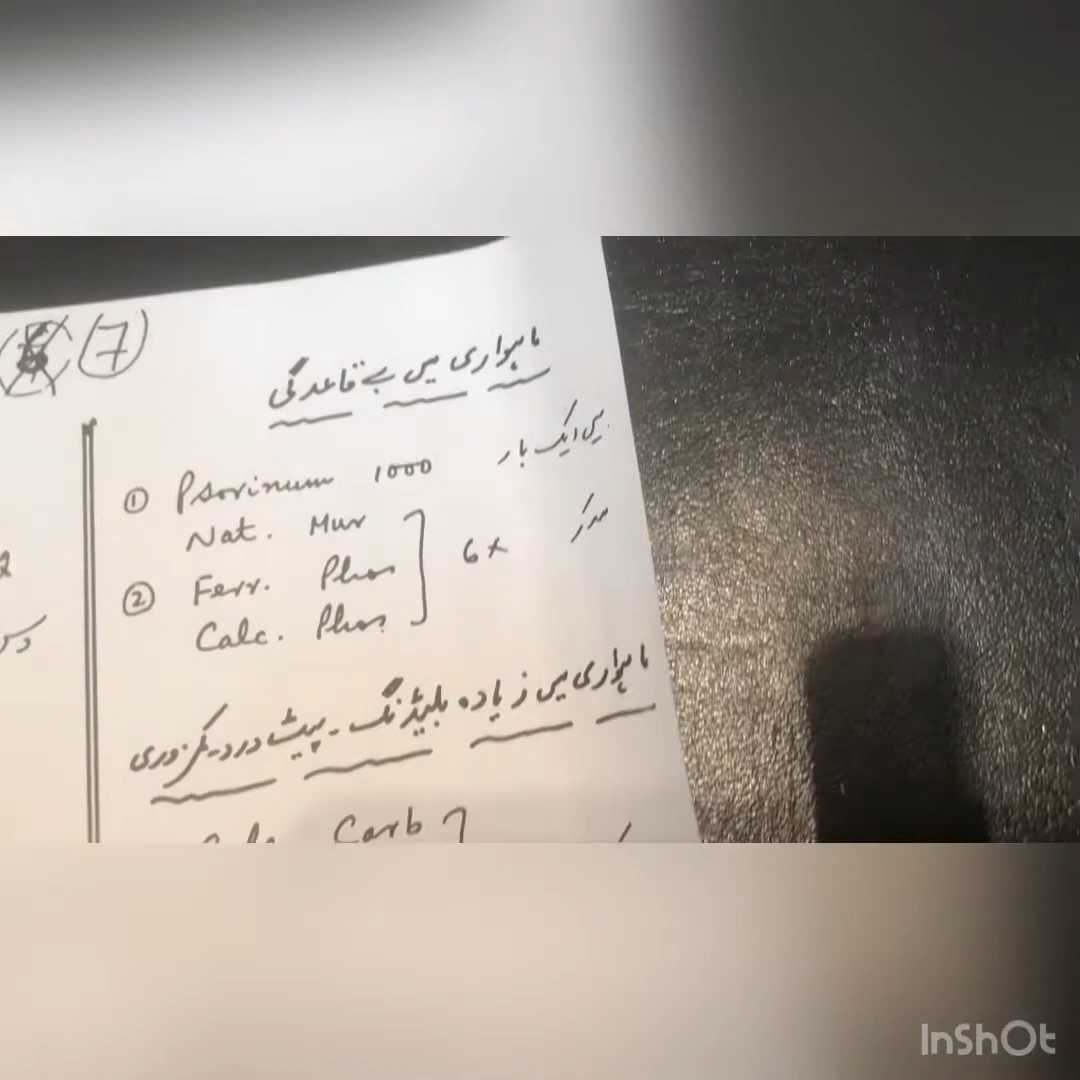 (7)
ماہواری میں بے قاعدگی
① Psorinum 1000 میں ایک بار
Nat. Mur
② Ferr. Phos 6x
Calc. Phos
ماہواری میں زیادہ بلیڈنگ - پیٹ درد - کمزوری
Carb
InShOt